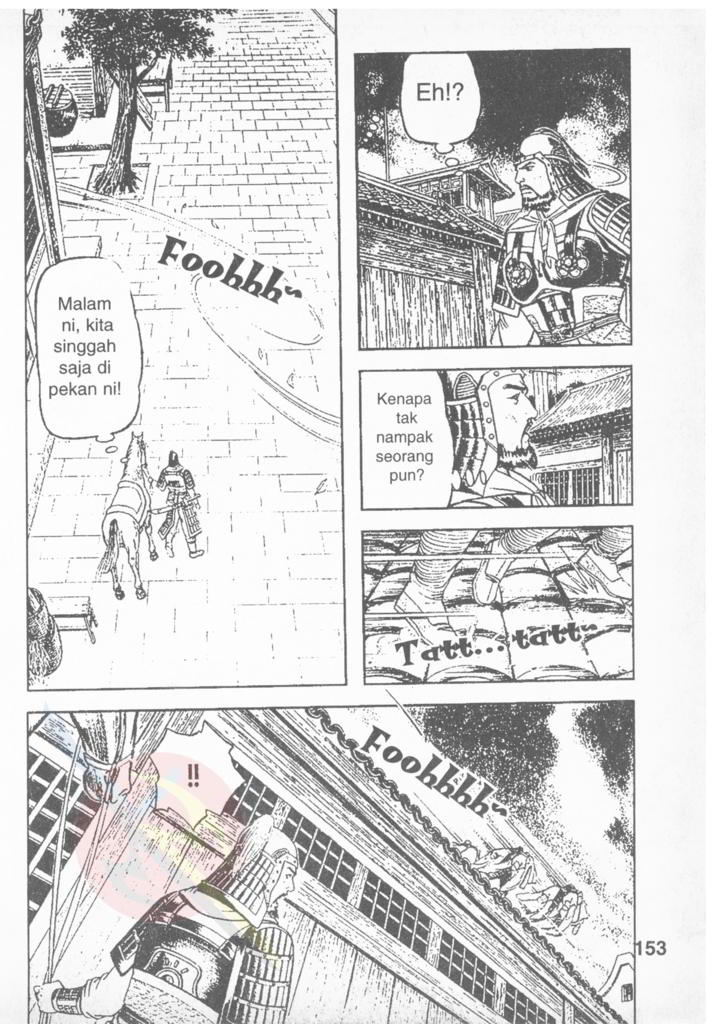 Foohhh~
Malam
ni, kita
singgah
saja di
pekan ni!
Eh!?
Kenapa
tak
nampak
seorang
pun?
Tatt... tatt~
!!
Foohhhh~
153